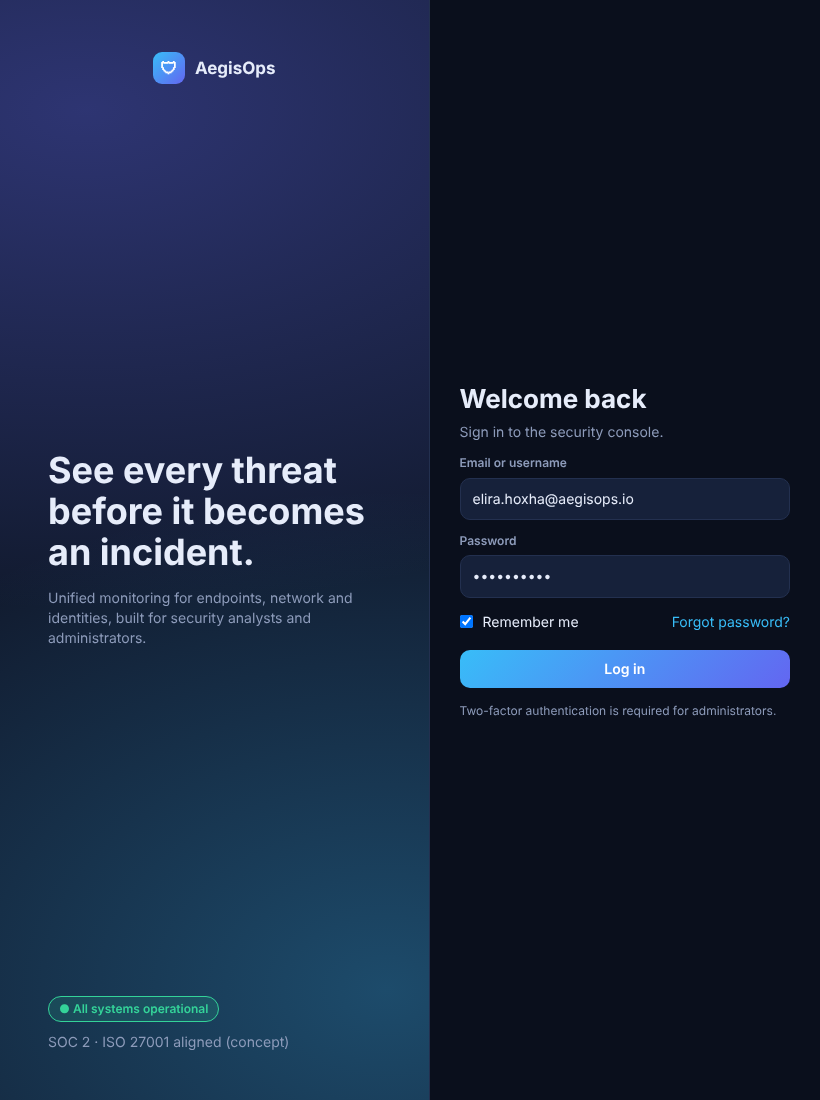 AegisOps
See every threat
before it becomes
an incident.
Unified monitoring for endpoints, network and
identities, built for security analysts and
administrators.
All systems operational
SOC 2 · ISO 27001 aligned (concept)
Welcome back
Sign in to the security console.
Email or username
elira.hoxha@aegisops.io
Password
••••••••••
Remember me
Forgot password?
Log in
Two-factor authentication is required for administrators.